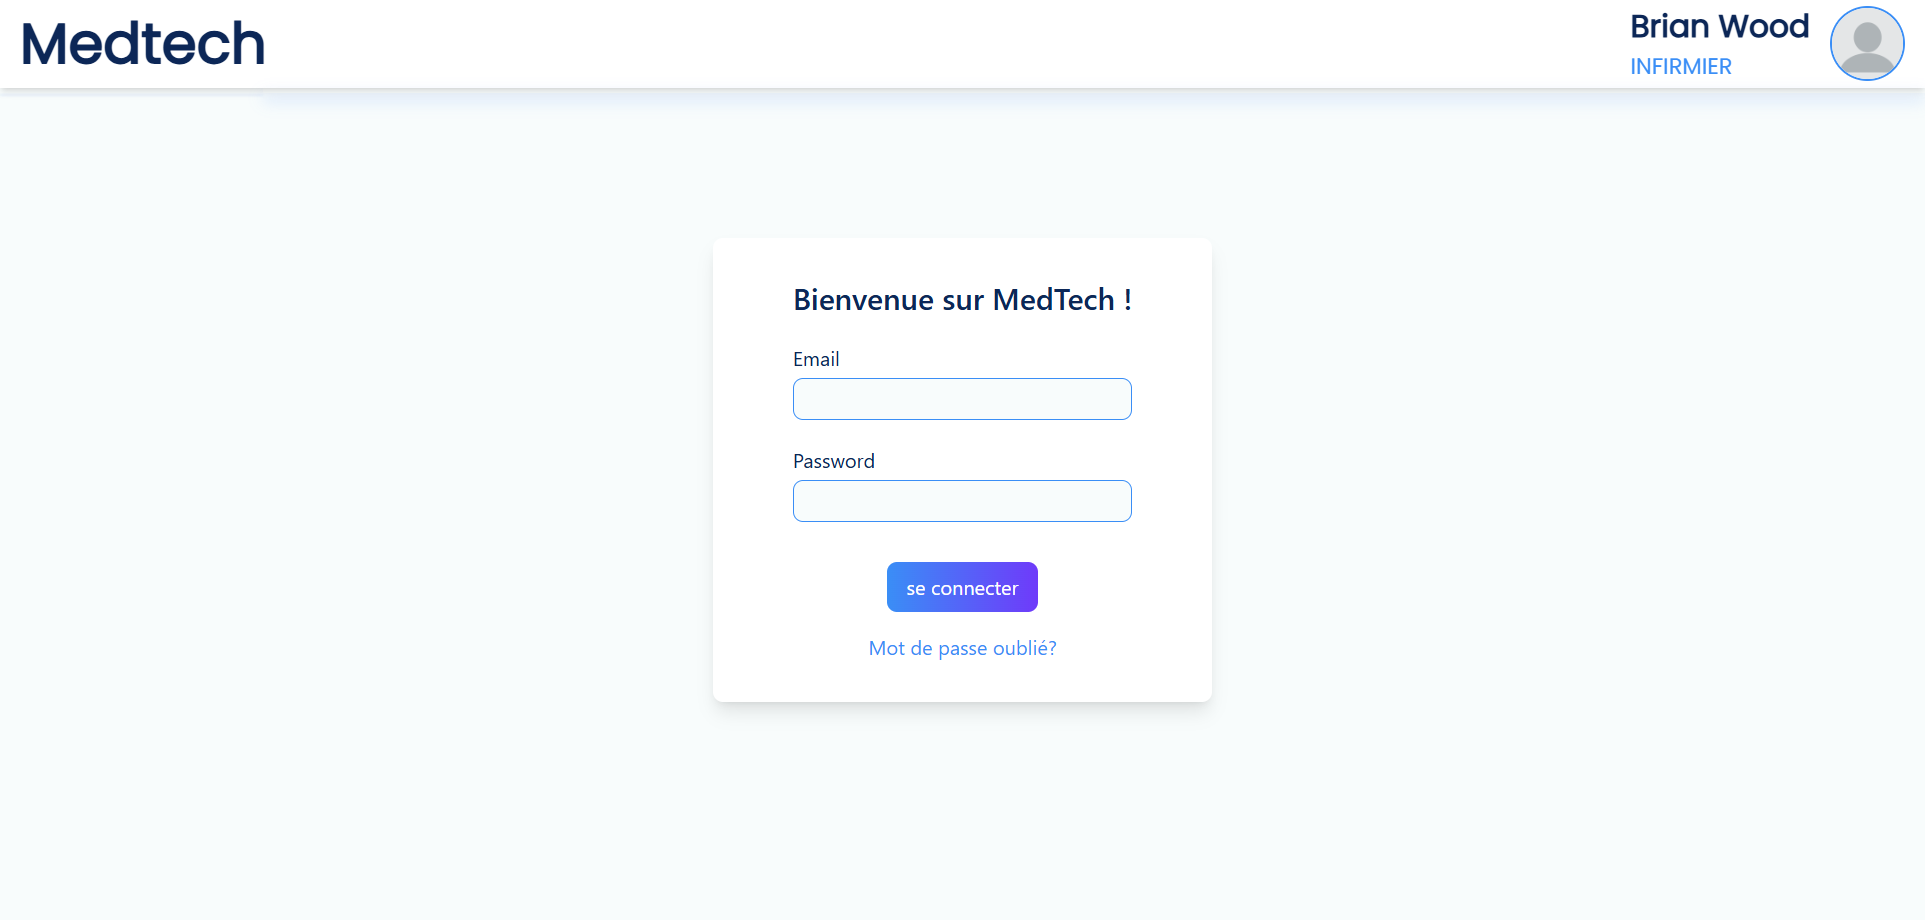 Medtech
Brian Wood
INFIRMIER
Bienvenue sur MedTech !
Email
Password
se connecter
Mot de passe oublié?